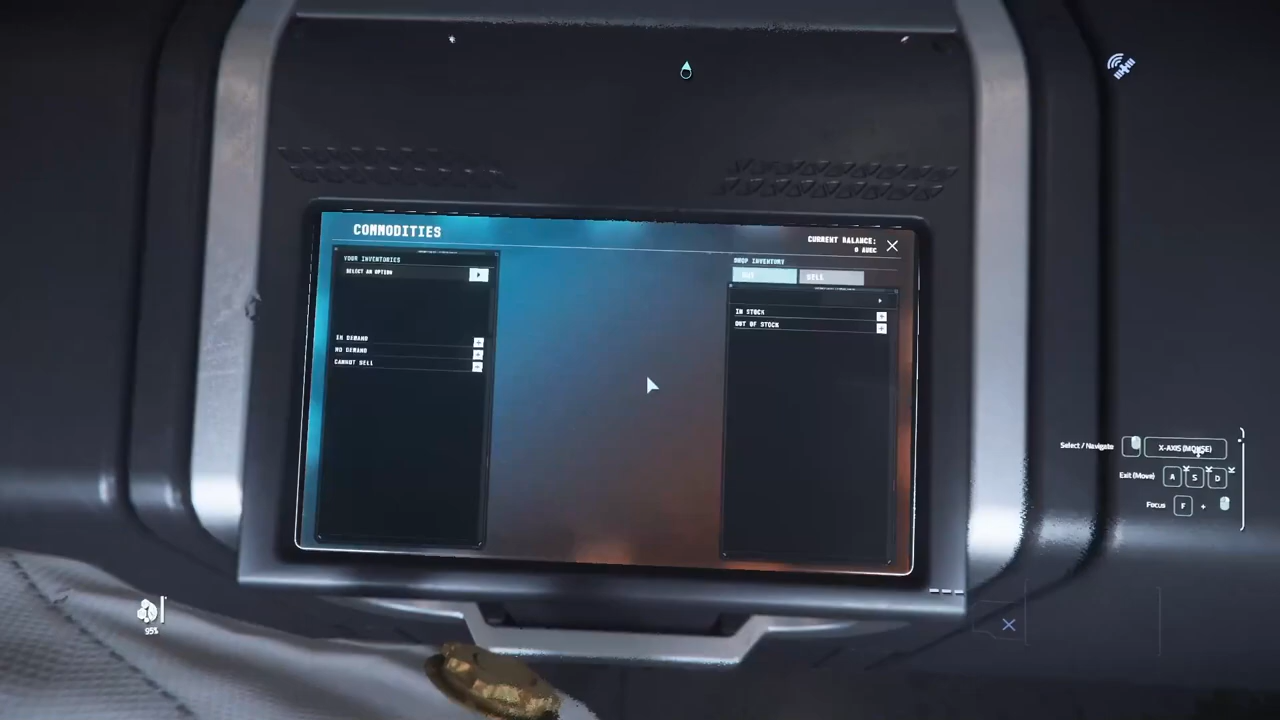 COMMODITIES
CURRENT BALANCE:
0 AUEC
YOUR INVENTORIES
SELECT AN OPTION
IN DEMAND
NO DEMAND
CANNOT SELL
SHOP INVENTORY
BUY
SELL
IN STOCK
OUT OF STOCK
Select / Navigate
X-AXIS (MOUSE)
Exit (Move)
A
S
D
Focus
F
+
95%